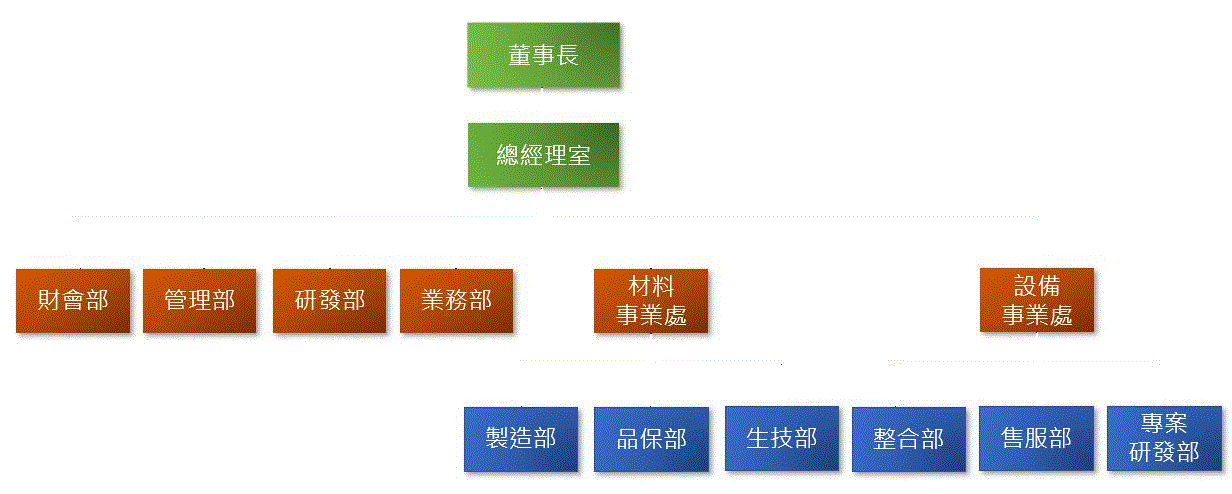 董事長
總經理室
財會部
管理部
研發部
業務部
材料
事業處
設備
事業處
製造部
品保部
生技部
整合部
售服部
專案
研發部